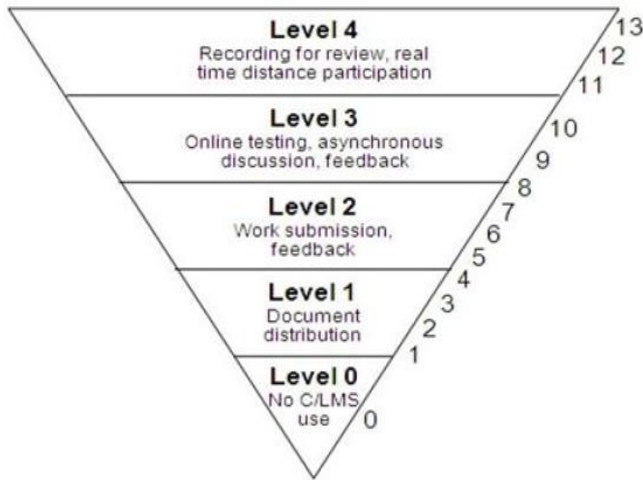 Level 4
Recording for review, real
time distance participation
Level 3
Online testing, asynchronous
discussion, feedback
Level 2
Work submission,
feedback
Level 1
Document
distribution
Level 0
No C/LMS
use
13
12
11
10
9
8
7
6
5
4
3
2
1
0